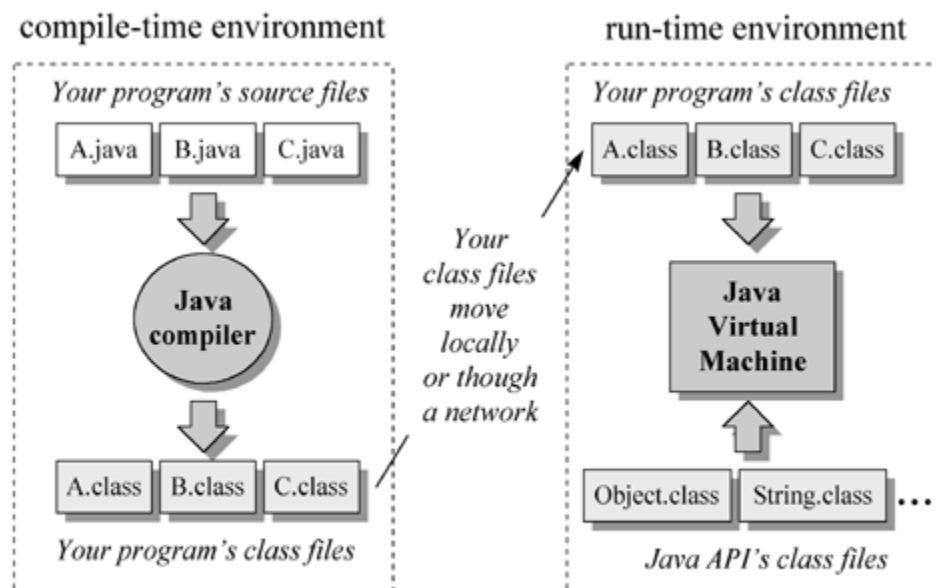 compile-time environment
Your program's source files
A.java B.java C.java
Java
compiler
A.class B.class C.class
Your program's class files
Your
class files
move
locally
or though
a network
run-time environment
Your program's class files
A.class B.class C.class
Java
Virtual
Machine
Object.class String.class ...
Java API's class files